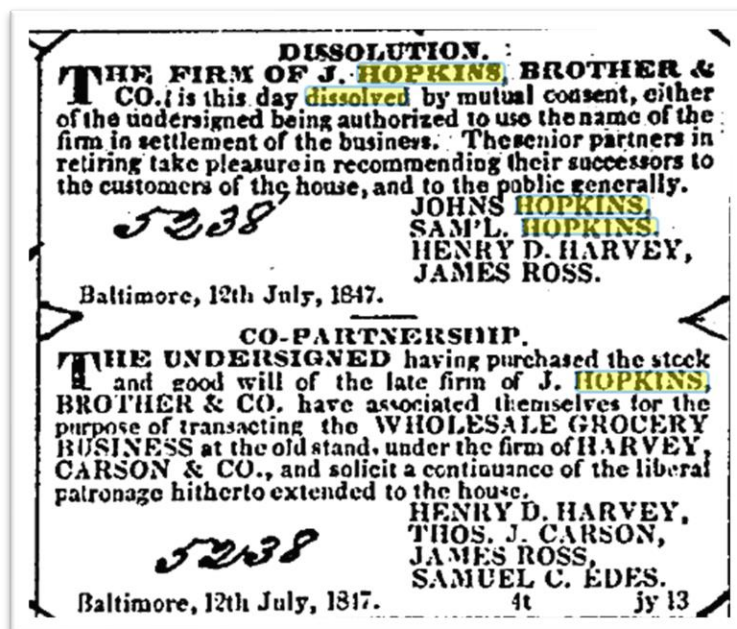 DISSOLUTION.
THE FIRM OF J. HOPKINS, BROTHER &
CO., is this day dissolved by mutual consent, either
of the undersigned being authorized to use the name of the
firm in settlement of the business. The senior partners in
retiring take pleasure in recommending their successors to
the customers of the house, and to the public generally.
JOHNS HOPKINS,
SAM'L. HOPKINS,
HENRY D. HARVEY,
JAMES ROSS.
5238
Baltimore, 12th July, 1847.
CO-PARTNERSHIP.
THE UNDERSIGNED having purchased the stock
and good will of the late firm of J. HOPKINS,
BROTHER & CO. have associated themselves for the
purpose of transacting the WHOLESALE GROCERY
BUSINESS at the old stand, under the firm of HARVEY,
CARSON & CO., and solicit a continuance of the liberal
patronage hitherto extended to the house.
HENRY D. HARVEY,
THOS. J. CARSON,
JAMES ROSS,
SAMUEL C. EDES.
5238
Baltimore, 12th July, 1847. 4t jy 13